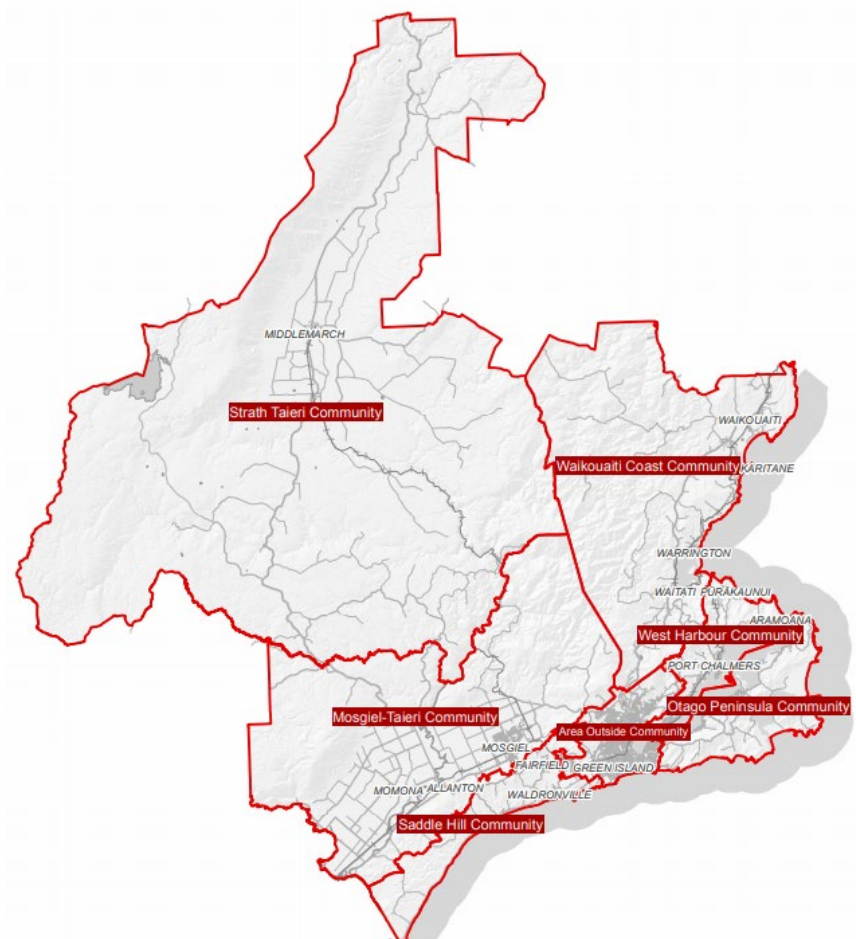 MIDDLEMARCH
Strath Taieri Community
WAIKOUAITI
Waikouaiti Coast Community
KARITANE
WARRINGTON
WAITATI
PURĀKAUNUI
ARAMOANA
West Harbour Community
PORT CHALMERS
Otago Peninsula Community
Mosgiel-Taieri Community
Area Outside Community
MOSGIEL
FAIRFIELD
GREEN ISLAND
MOMONA
ALLANTON
WALDRONVILLE
Saddle Hill Community